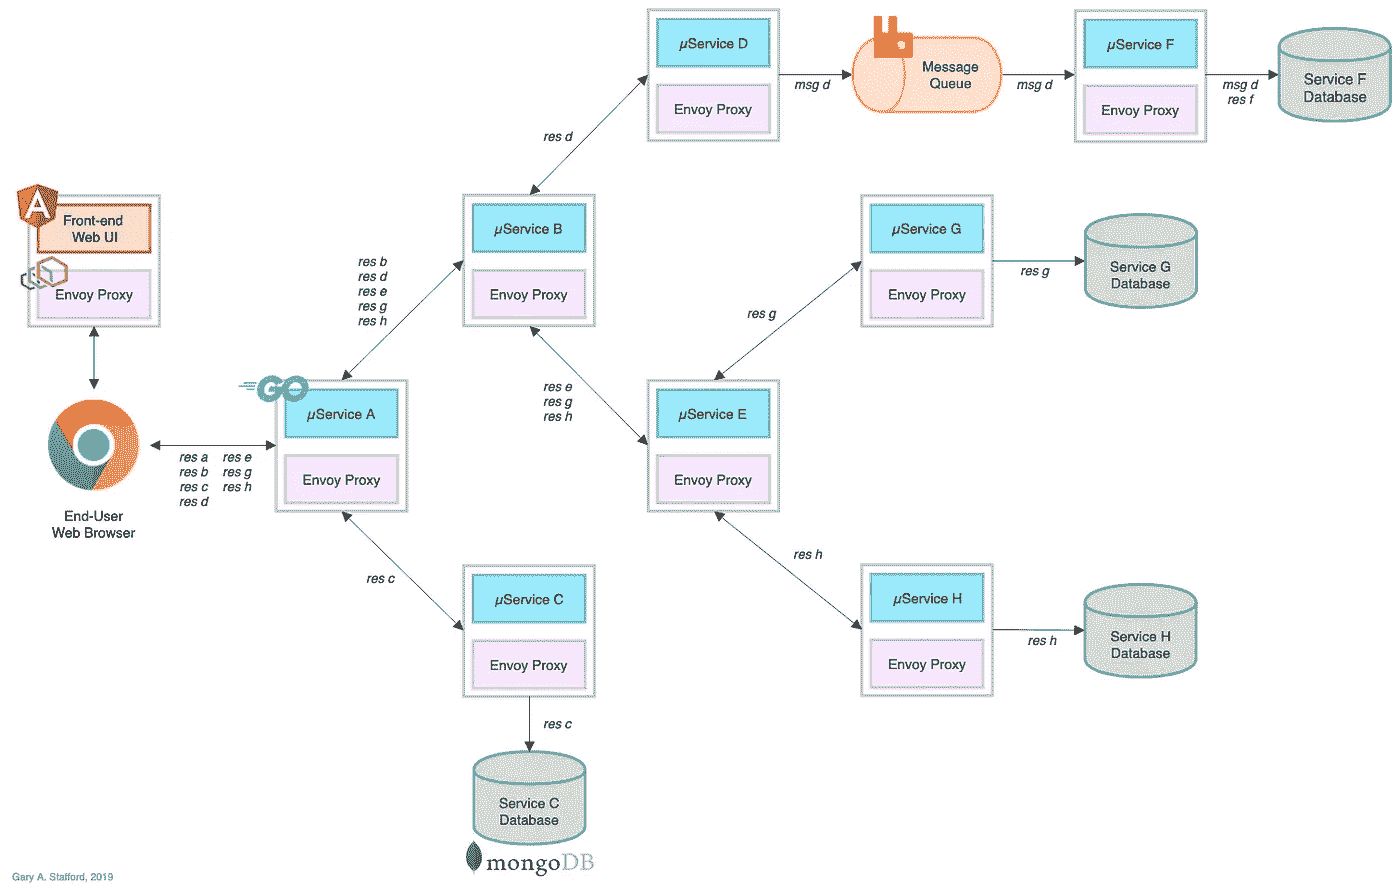 μService D
Envoy Proxy
msg d
Message
Queue
msg d
μService F
Envoy Proxy
msg d
res f
Service F
Database
res d
A
Front-end
Web UI
Envoy Proxy
μService B
Envoy Proxy
μService G
Envoy Proxy
res g
Service G
Database
res b
res d
res e
res g
res h
res g
GO
μService A
Envoy Proxy
res e
res g
res h
μService E
Envoy Proxy
res a res e
res b res g
res c res h
res d
End-User
Web Browser
res c
res h
μService C
Envoy Proxy
μService H
Envoy Proxy
res h
Service H
Database
res c
Service C
Database
mongoDB
Gary A. Stafford, 2019